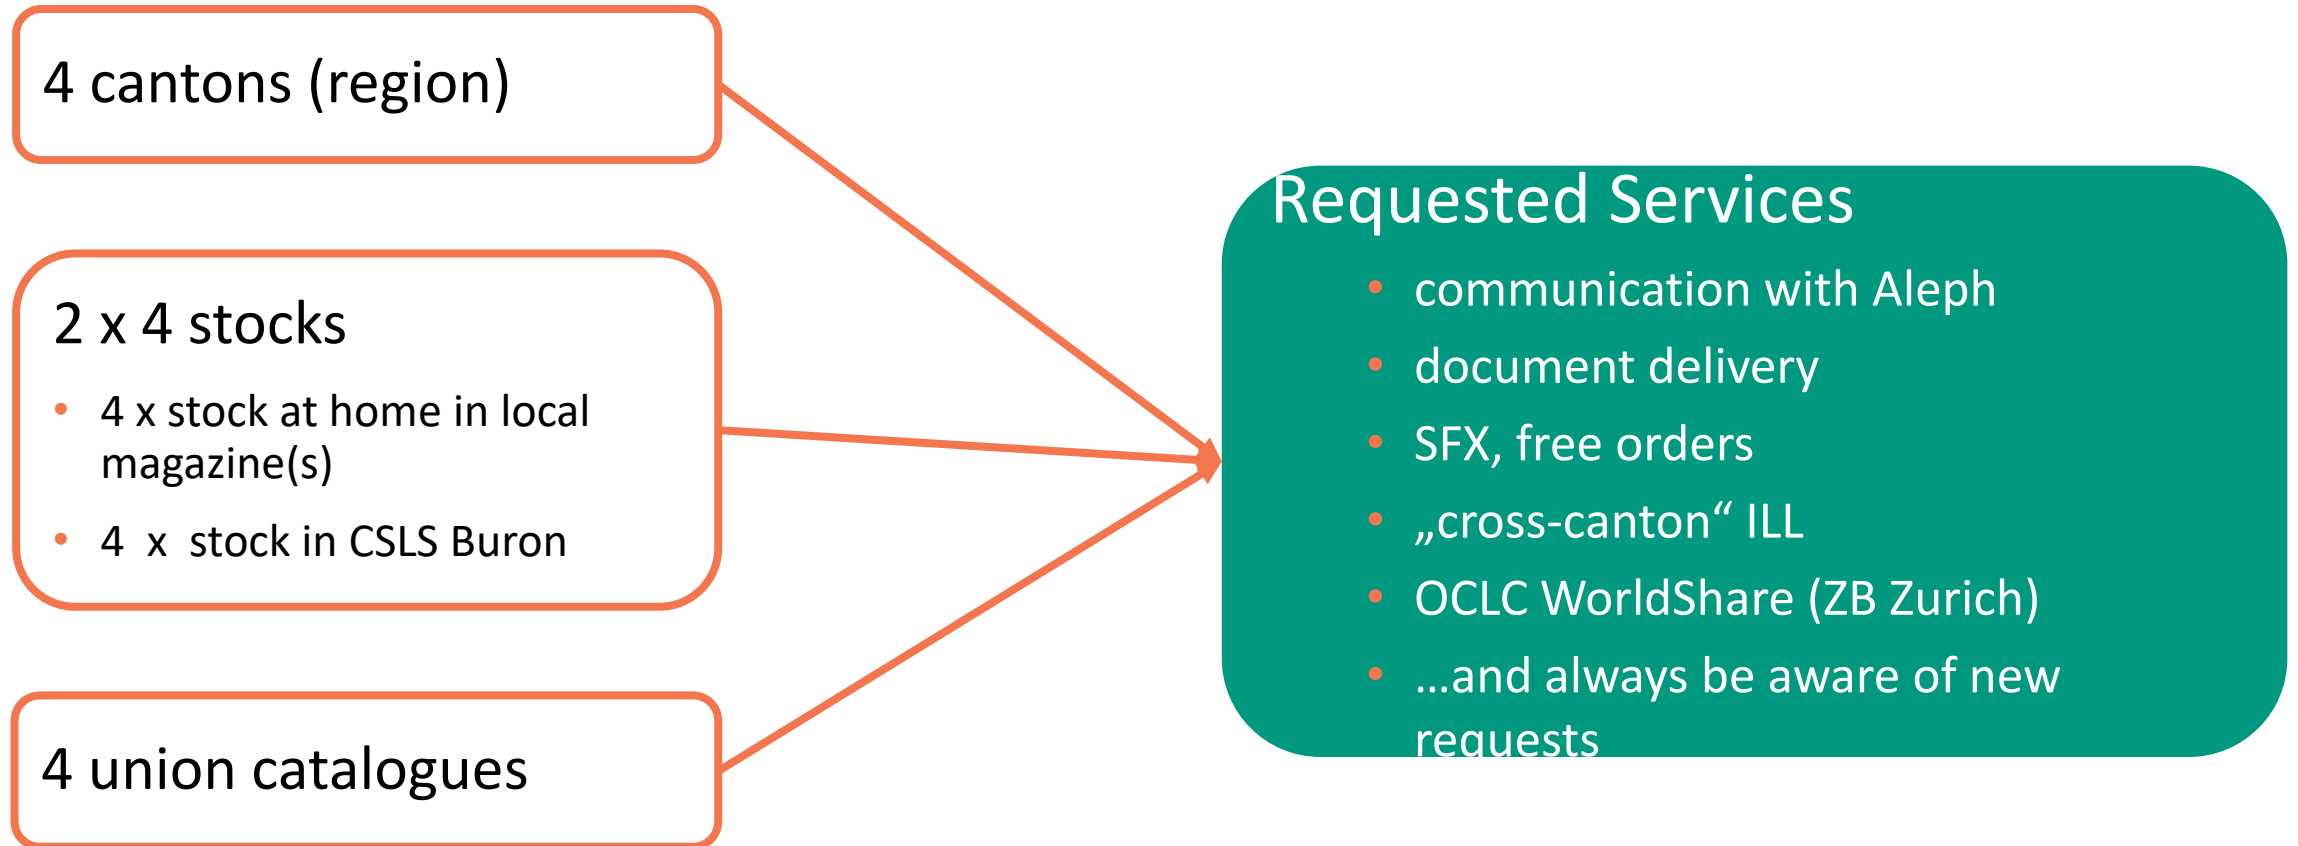 4 cantons (region)
2 x 4 stocks
• 4 x stock at home in local
magazine(s)
• 4 x stock in CSLS Buron
4 union catalogues
Requested Services
• communication with Aleph
• document delivery
• SFX, free orders
• „cross-canton“ ILL
• OCLC WorldShare (ZB Zurich)
• …and always be aware of new
requests